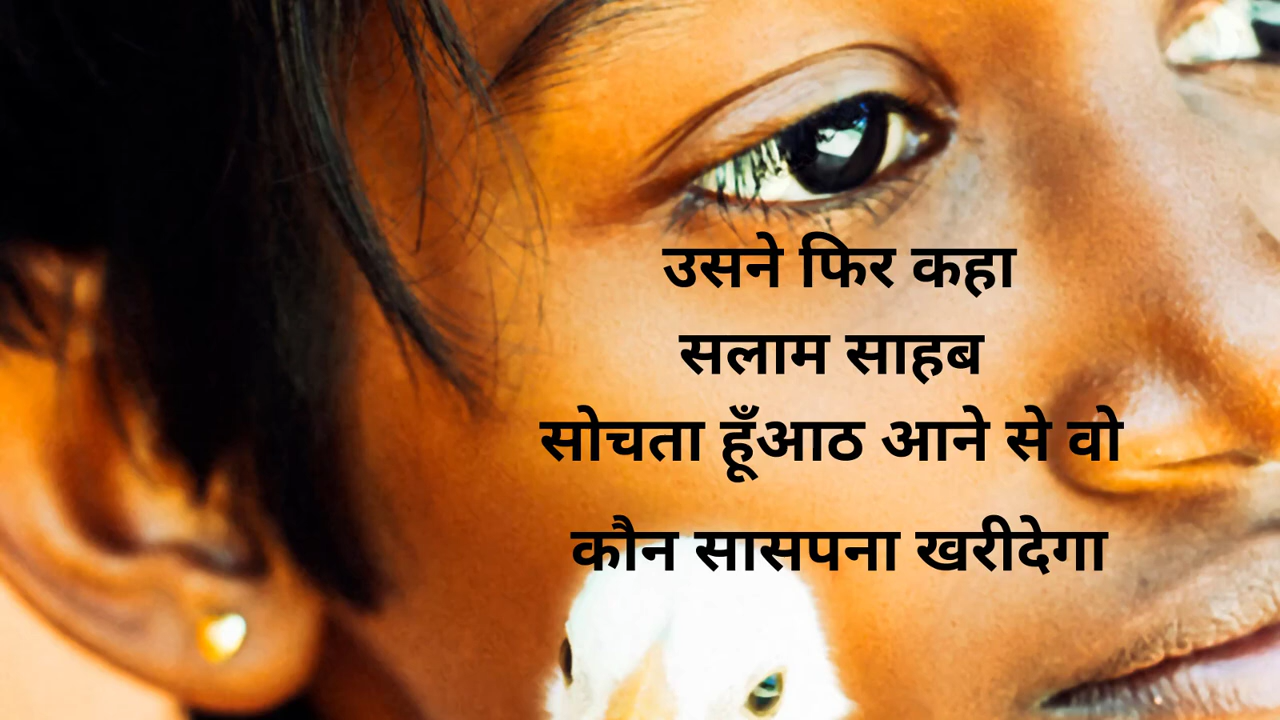 उसने फिर कहा
सलाम साहब
सोचता हूँआठ आने से वो
कौन सासपना खरीदेगा